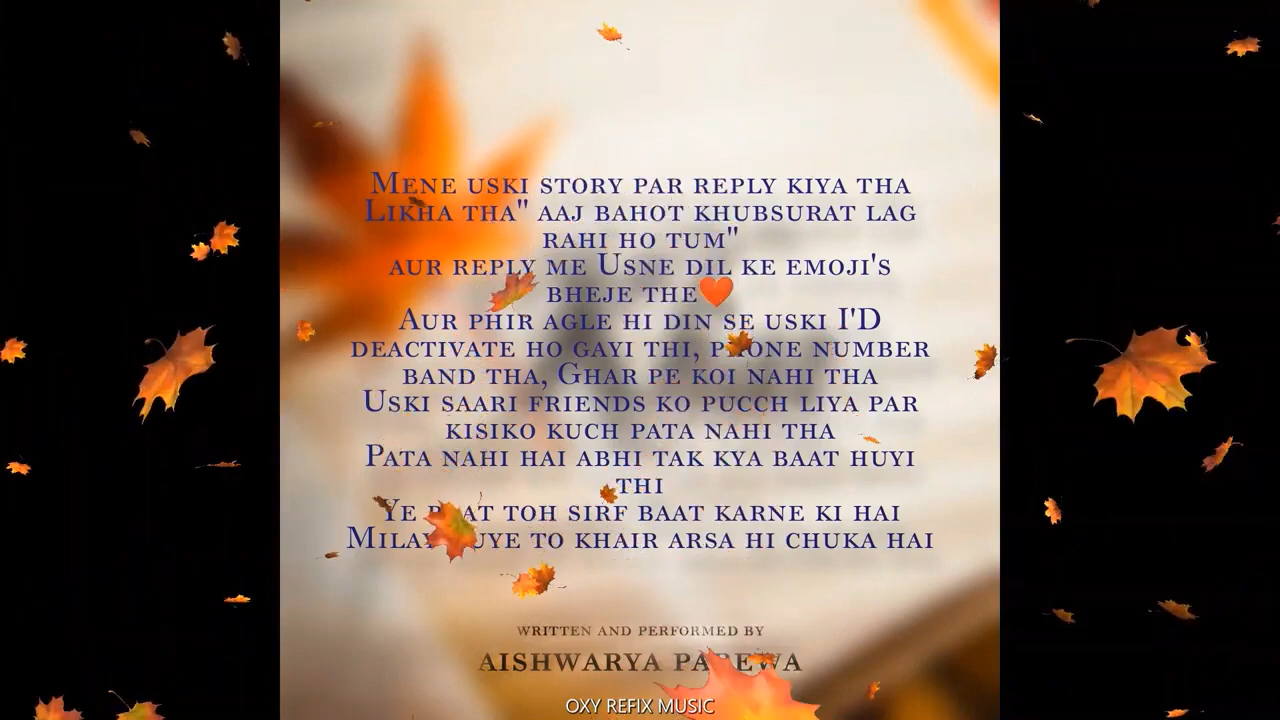 Mene uski story par reply kiya tha
Likha tha" aaj bahot khubsurat lag
rahi ho tum"
aur reply me Usne dil ke emoji's
bheje the❤️
Aur phir agle hi din se uski I'D
deactivate ho gayi thi, phone number
band tha, Ghar pe koi nahi tha
Uski saari friends ko pucch liya par
kisiko kuch pata nahi tha
Pata nahi hai abhi tak kya baat huyi
thi
Ye baat toh sirf baat karne ki hai
to khair arsa hi chuka hai
WRITTEN AND PERFORMED BY
AISHWARYA
OXY REFIX MUSIC